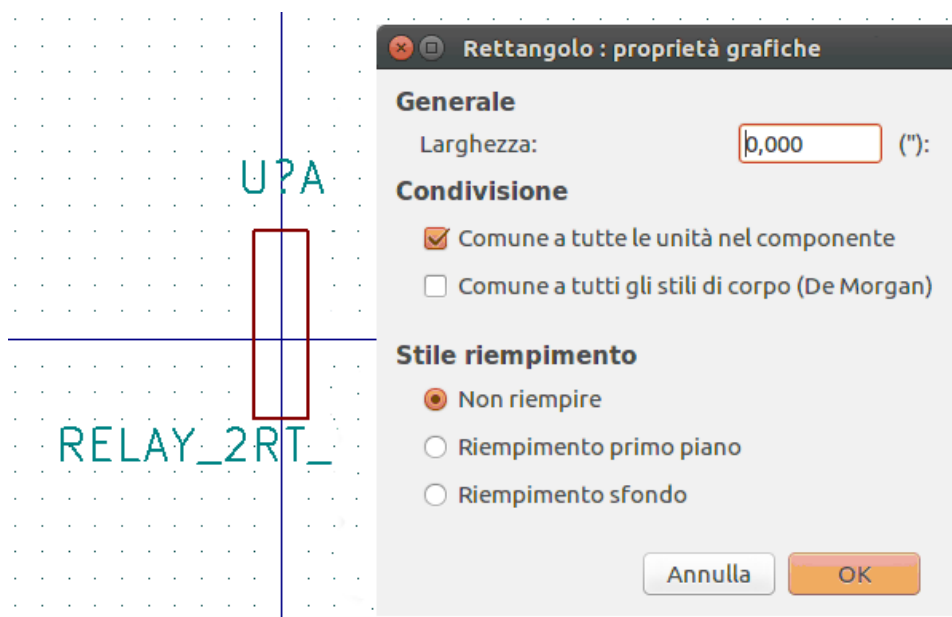 U?A
RELAY_2RT_
Rettangolo : proprietà grafiche
Generale
Larghezza: 0,000 ("):
Condivisione
Comune a tutte le unità nel componente
Comune a tutti gli stili di corpo (De Morgan)
Stile riempimento
Non riempire
Riempimento primo piano
Riempimento sfondo
Annulla OK